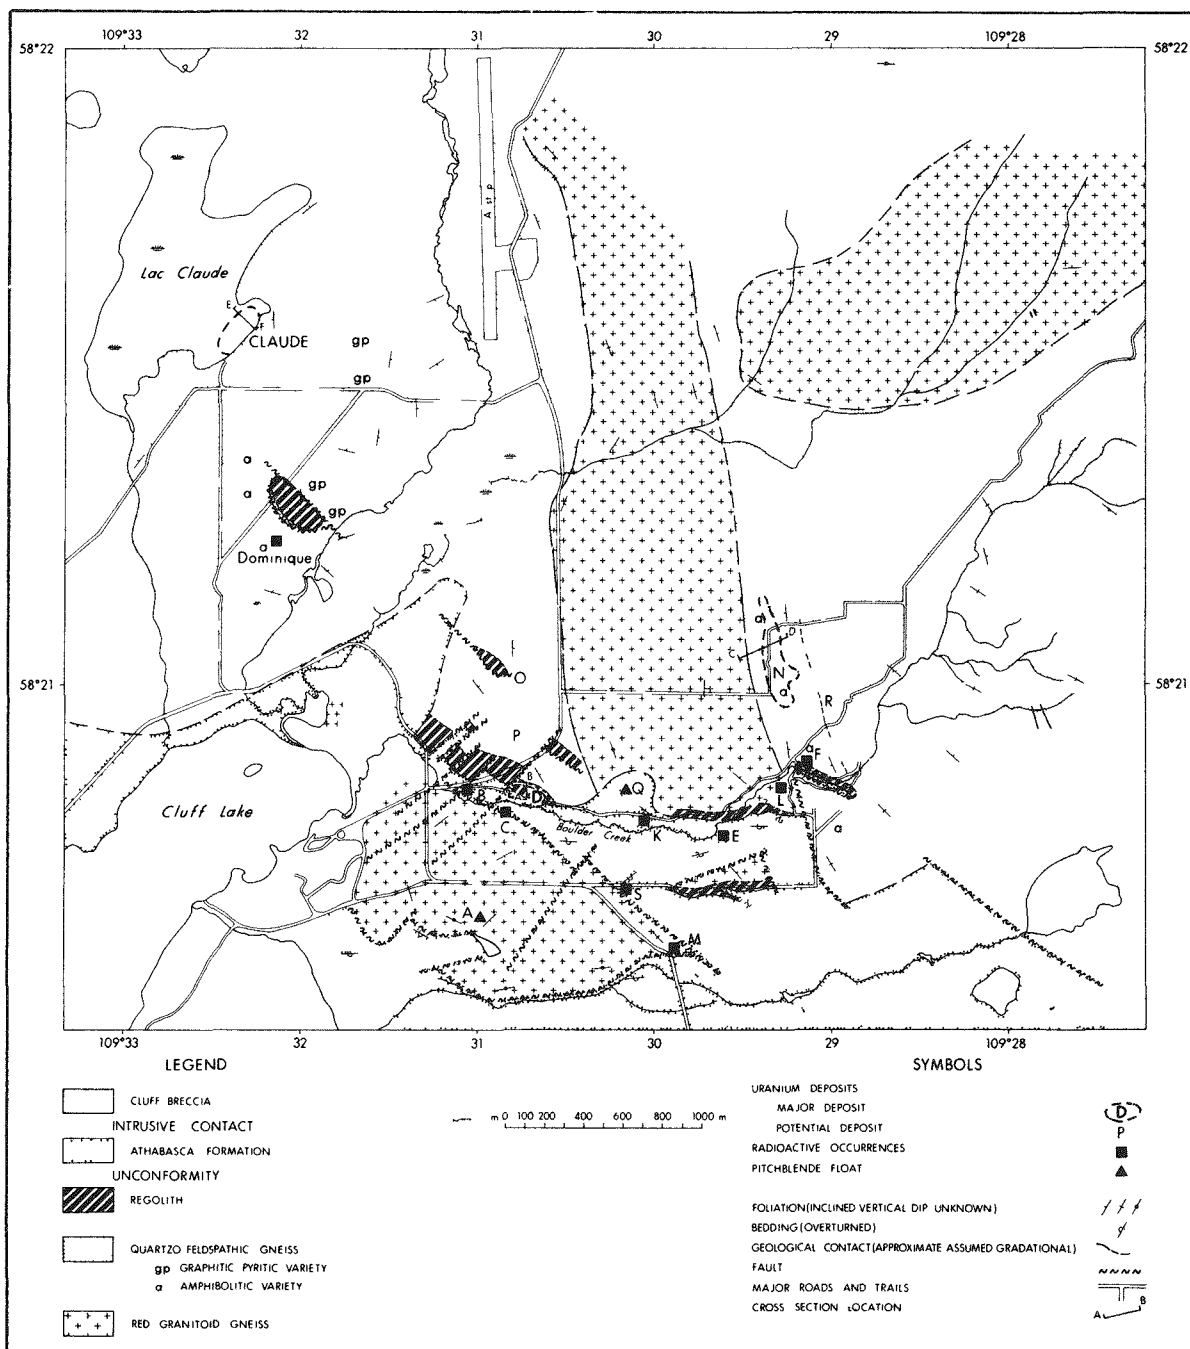 109°33 32 31 30 29 109°28
58°22 58°22
A st p
Lac Claude
E
F
CLAUDE
gp
gp
a
gp
a
gp
a
Dominique
a
D
C
N
a
O
58°21 58°21
R
P
a
F
B
Q
Cluff Lake
B
D
L
C
Boulder Creek
K
E
a
S
A
M
109°33 32 31 30 29 109°28
LEGEND
CLUFF BRECCIA
INTRUSIVE CONTACT
ATHABASCA FORMATION
UNCONFORMITY
REGOLITH
QUARTZO FELDSPATHIC GNEISS
gp GRAPHITIC PYRITIC VARIETY
a AMPHIBOLITIC VARIETY
RED GRANITOID GNEISS
m 0 100 200 400 600 800 1000 m
SYMBOLS
URANIUM DEPOSITS
MAJOR DEPOSIT D
POTENTIAL DEPOSIT P
RADIOACTIVE OCCURRENCES
PITCHBLENDE FLOAT
FOLIATION(INCLINED VERTICAL DIP UNKNOWN)
BEDDING(OVERTURNED)
GEOLOGICAL CONTACT(APPROXIMATE ASSUMED GRADATIONAL)
FAULT
MAJOR ROADS AND TRAILS
CROSS SECTION LOCATION A B